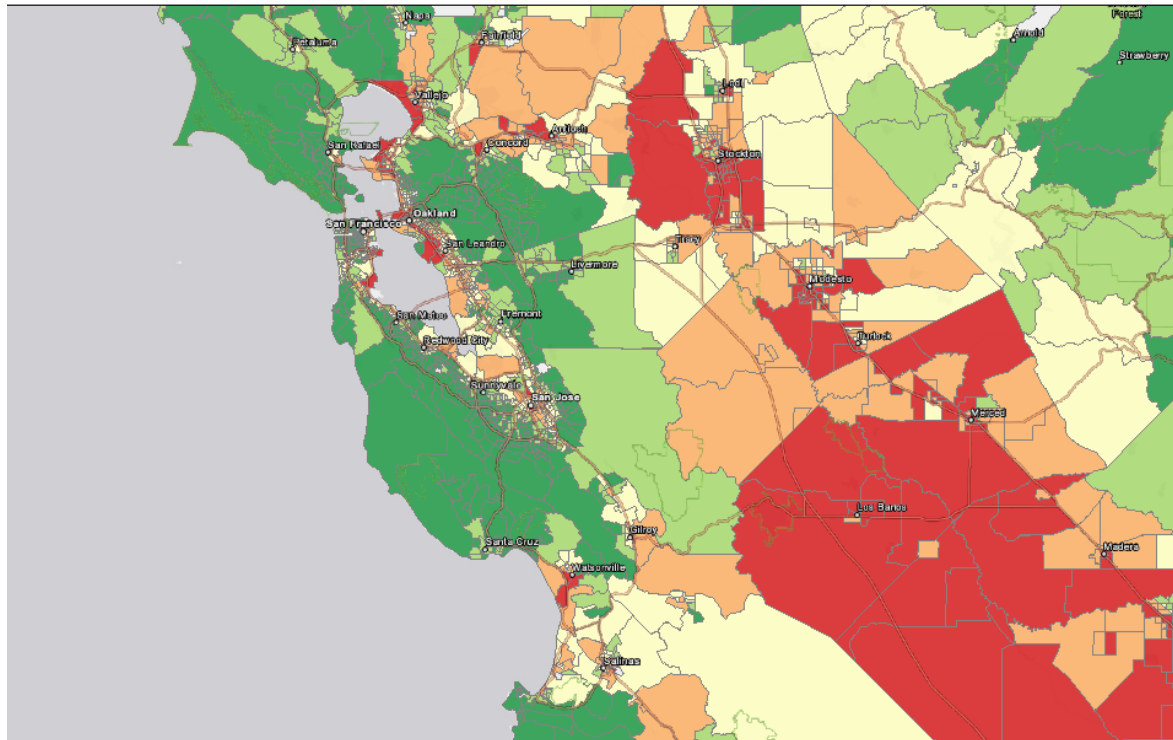 Napa
Forest
Petaluma
Fairfield
Arnold
Strawberry
Vallejo
Lodi
San Rafael
Concord
Antioch
Stockton
Oakland
San Francisco
San Leandro
Tracy
Livermore
Modesto
San Mateo
Fremont
Turlock
Redwood City
Sunnyvale
San Jose
Merced
Los Banos
Gilroy
Santa Cruz
Madera
Watsonville
Salinas